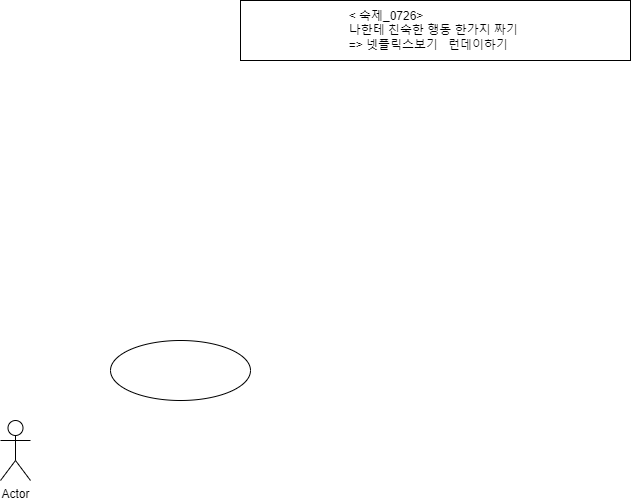 < 숙제_0726>
나한테 친숙한 행동 한가지 짜기
=> 넷플릭스보기   런데이하기
Actor